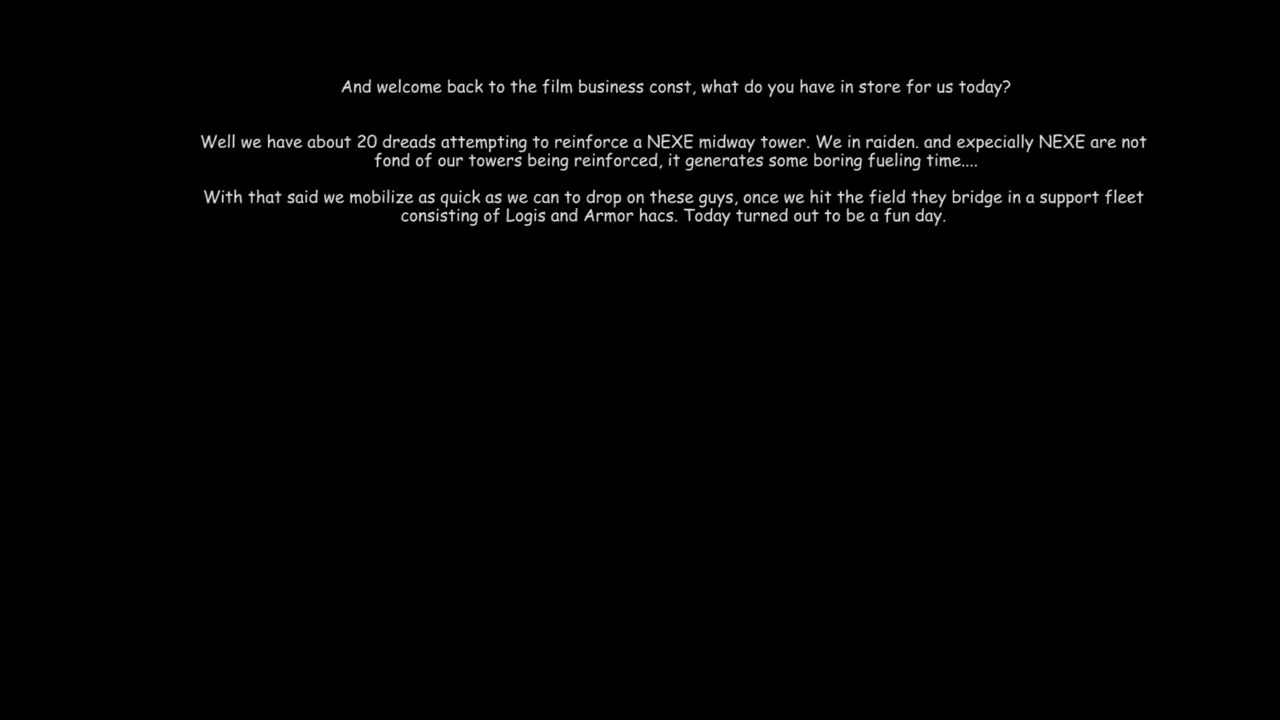 And welcome back to the film business const, what do you have in store for us today?
Well we have about 20 dreads attempting to reinforce a NEXE midway tower. We in raiden. and expecially NEXE are not
fond of our towers being reinforced, it generates some boring fueling time....
With that said we mobilize as quick as we can to drop on these guys, once we hit the field they bridge in a support fleet
consisting of Logis and Armor hacs. Today turned out to be a fun day.